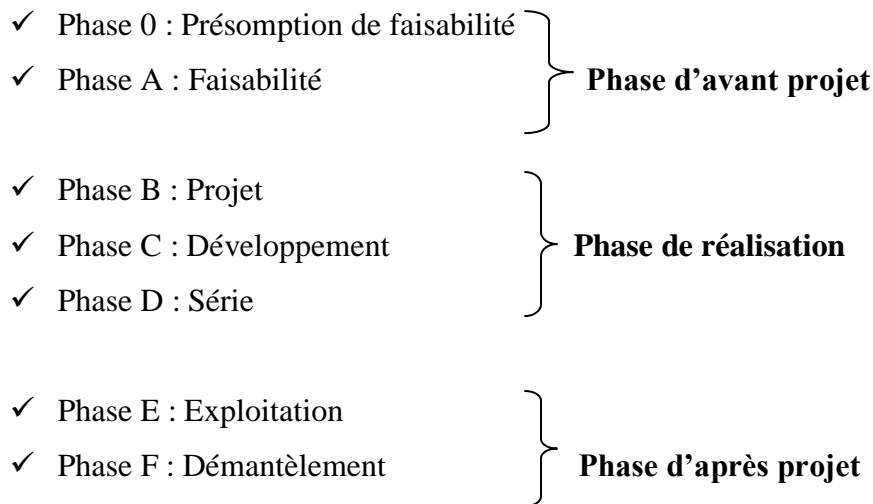 ✓ Phase 0 : Présomption de faisabilité
✓ Phase A : Faisabilité
Phase d’avant projet
✓ Phase B : Projet
✓ Phase C : Développement
Phase de réalisation
✓ Phase D : Série
✓ Phase E : Exploitation
✓ Phase F : Démantèlement
Phase d’après projet